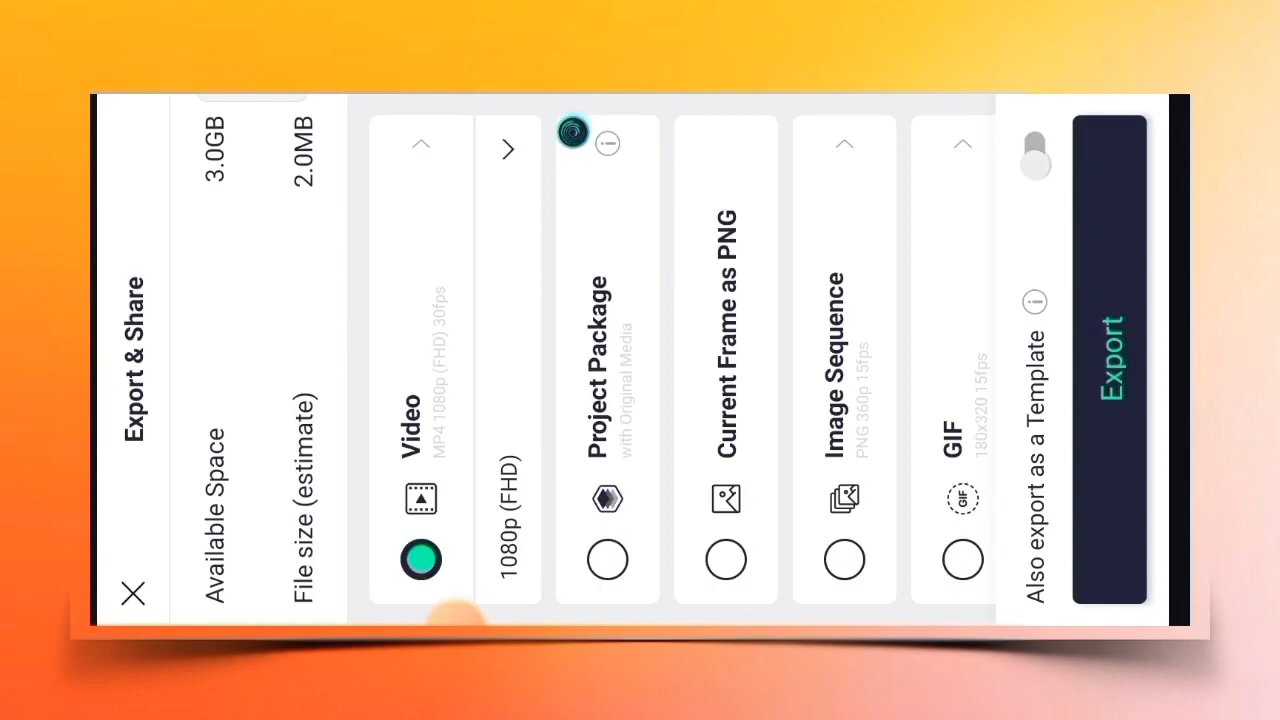 Export & Share
Available Space 3.0GB
File size (estimate) 2.0MB
Video
MP4 1080p (FHD) 30fps
1080p (FHD)
Project Package
with Original Media
Current Frame as PNG
Image Sequence
PNG 360p 15fps
GIF
GIF
180x320 15fps
Also export as a Template
Export